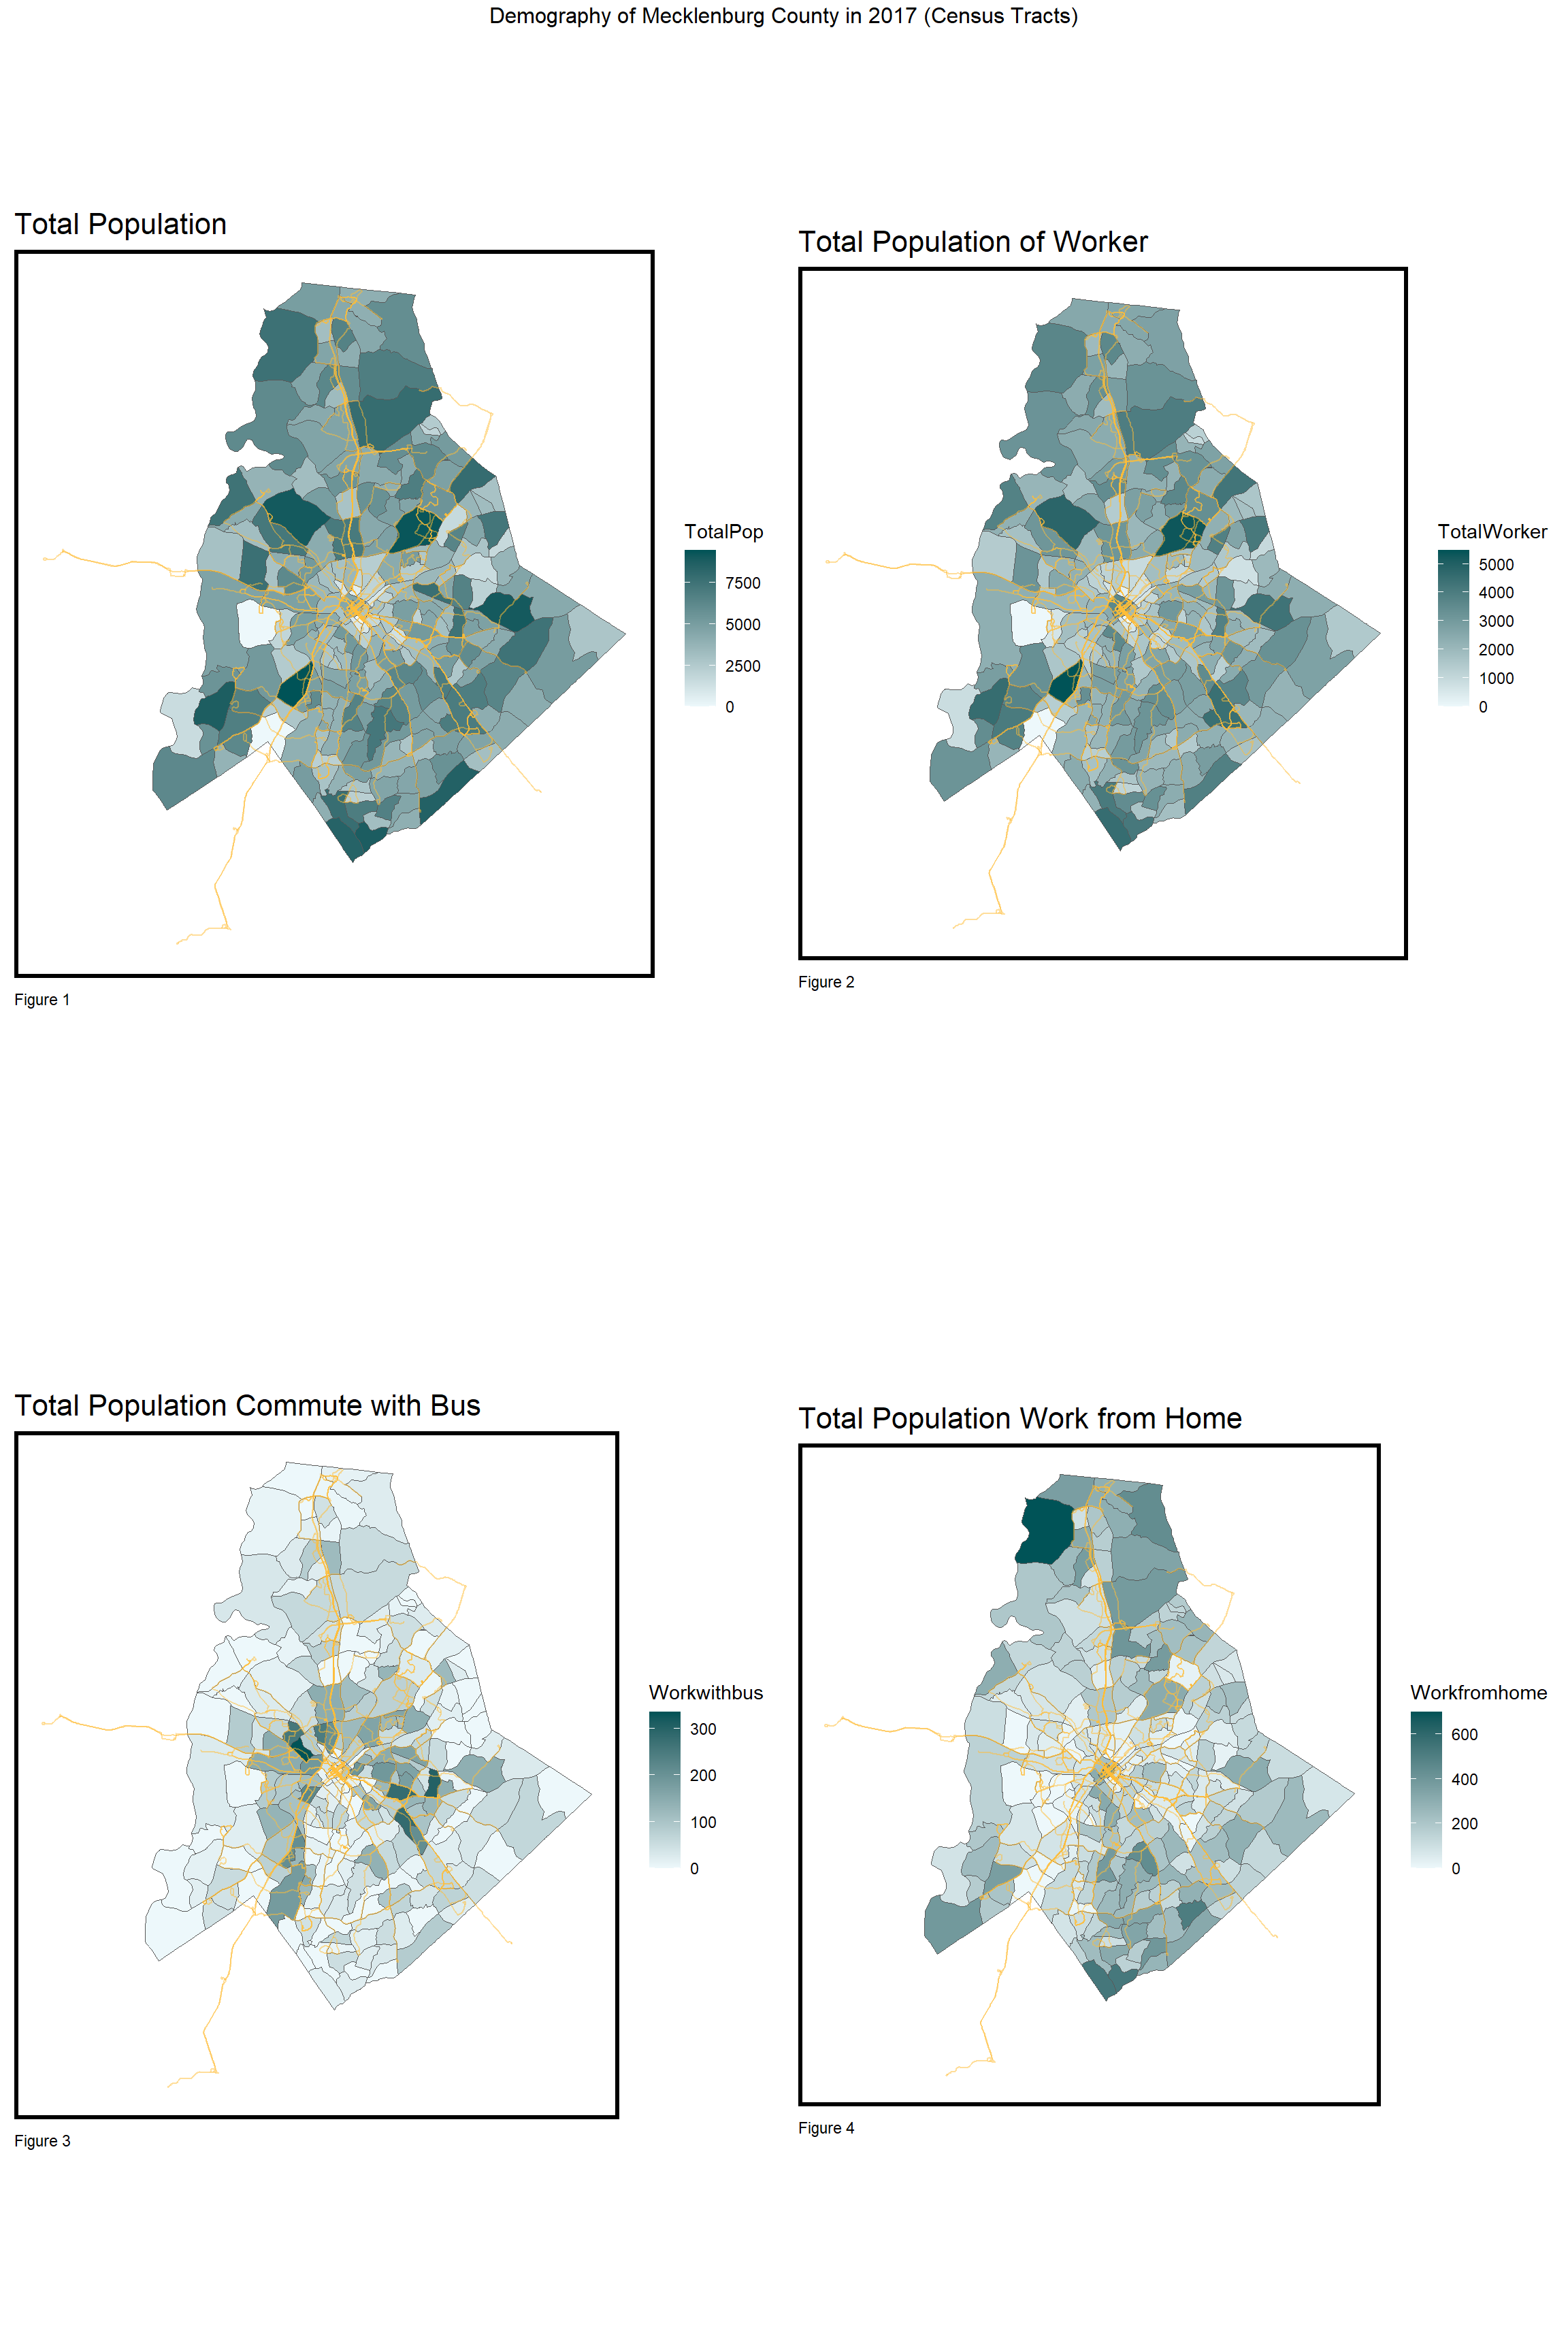 Demography of Mecklenburg County in 2017 (Census Tracts)
Total Population
TotalPop
7500
5000
2500
0
Figure 1
Total Population of Worker
TotalWorker
5000
4000
3000
2000
1000
0
Figure 2
Total Population Commute with Bus
Workwithbus
300
200
100
0
Figure 3
Total Population Work from Home
Workfromhome
600
400
200
0
Figure 4